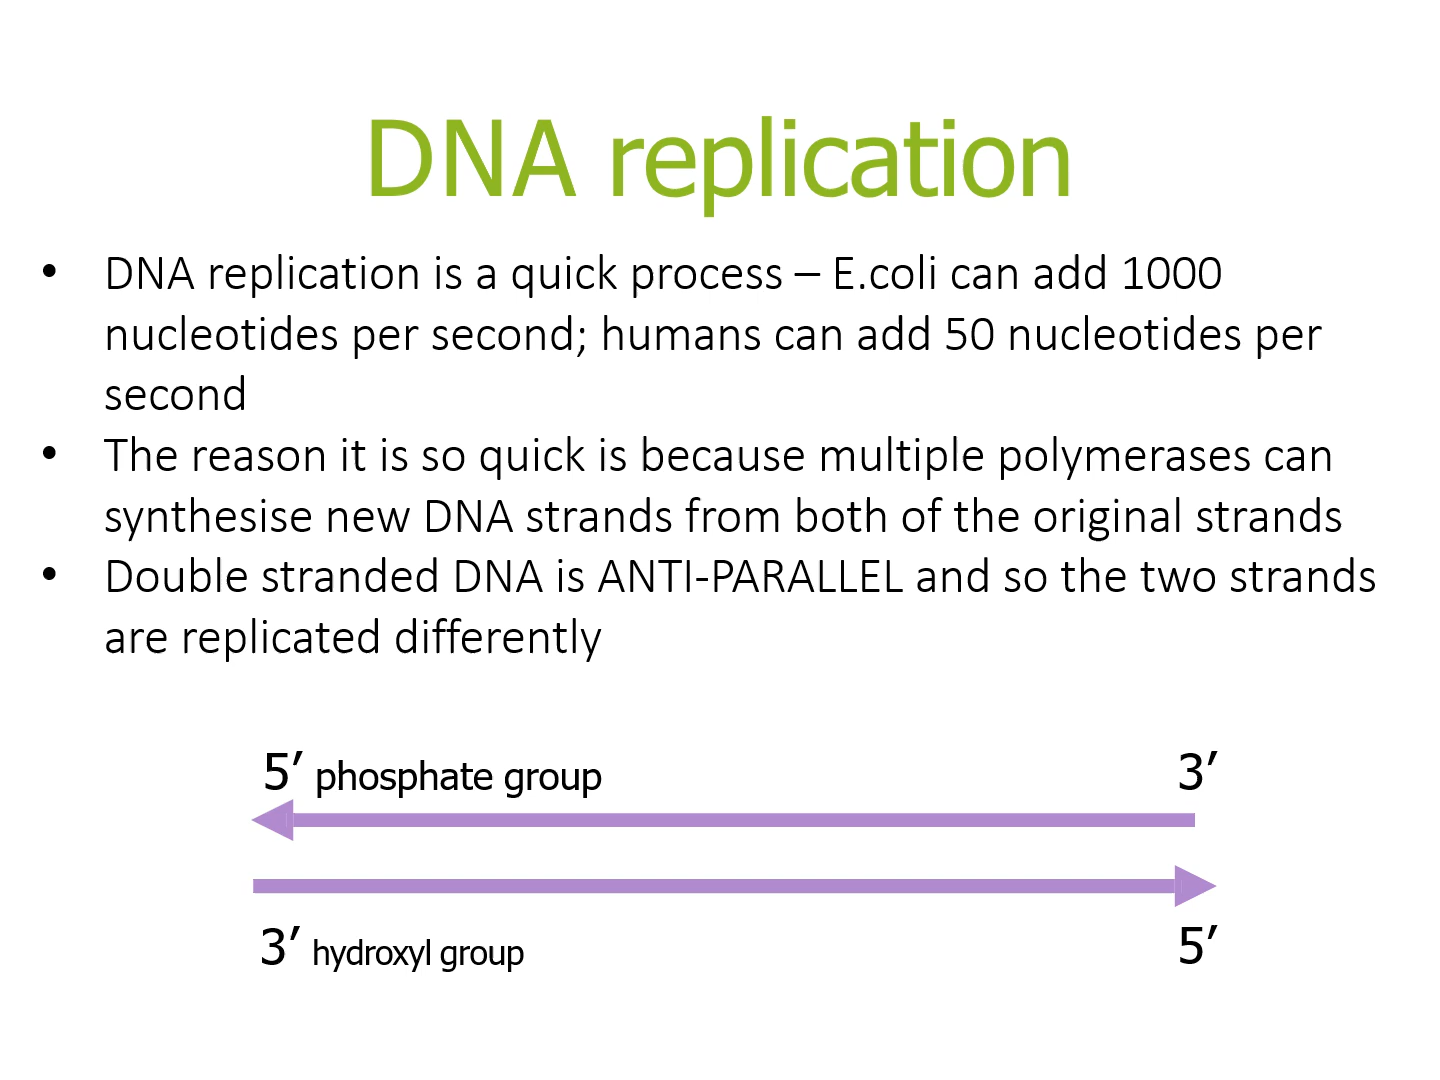 DNA replication
• DNA replication is a quick process – E.coli can add 1000
nucleotides per second; humans can add 50 nucleotides per
second
• The reason it is so quick is because multiple polymerases can
synthesise new DNA strands from both of the original strands
• Double stranded DNA is ANTI-PARALLEL and so the two strands
are replicated differently
5’ phosphate group 3’
3’ hydroxyl group 5’